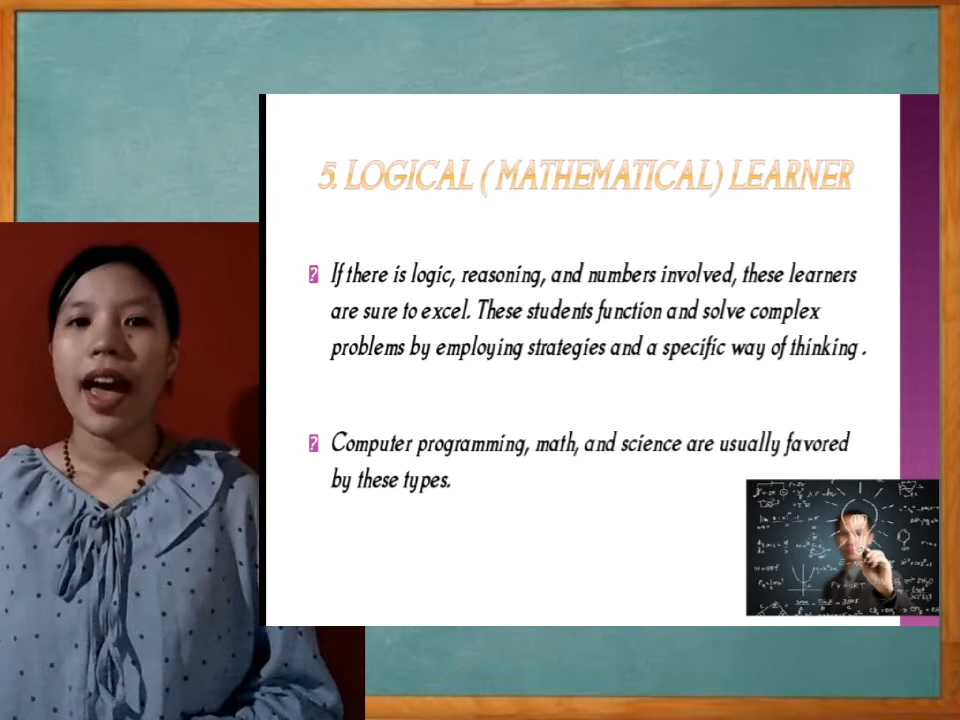 5. LOGICAL ( MATHEMATICAL) LEARNER
If there is logic, reasoning, and numbers involved, these learners
are sure to excel. These students function and solve complex
problems by employing strategies and a specific way of thinking .
Computer programming, math, and science are usually favored
by these types.